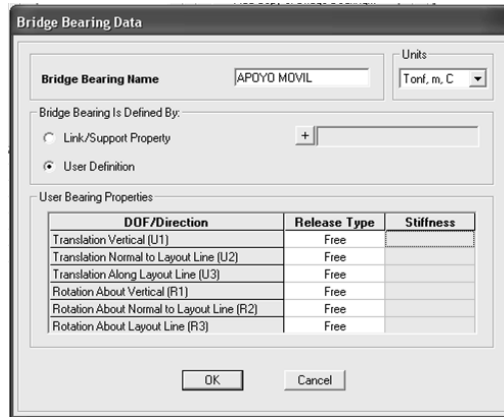 Bridge Bearing Data
Units
Bridge Bearing Name APOYO MOVIL Tonf, m, C
Bridge Bearing Is Defined By:
Link/Support Property +
User Definition
User Bearing Properties
DOF/Direction Release Type Stiffness
Translation Vertical (U1) Free
Translation Normal to Layout Line (U2) Free
Translation Along Layout Line (U3) Free
Rotation About Vertical (R1) Free
Rotation About Normal to Layout Line (R2) Free
Rotation About Layout Line (R3) Free
OK Cancel